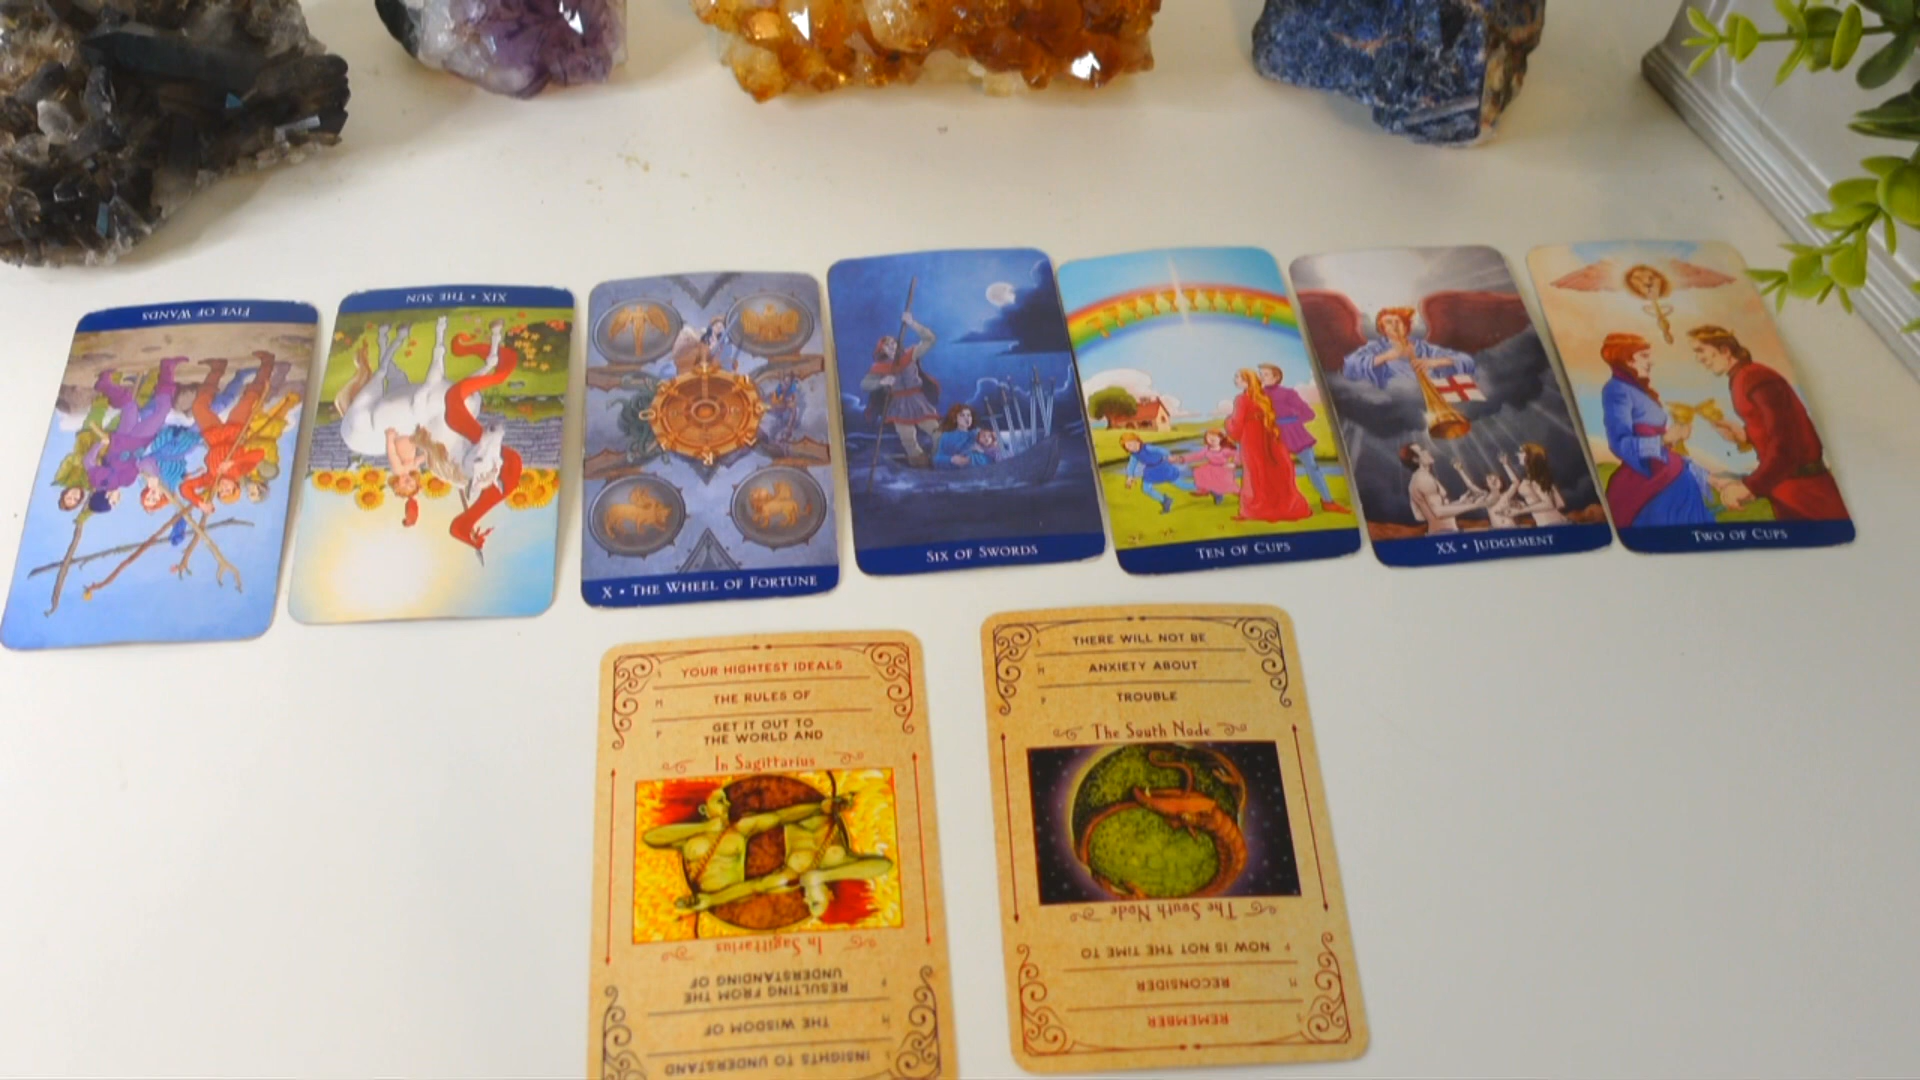 FIVE OF WANDS
XIX • THE SUN
X • THE WHEEL OF FORTUNE
SIX OF SWORDS
TEN OF CUPS
XX • JUDGEMENT
TWO OF CUPS
S YOUR HIGHTEST IDEALS
M THE RULES OF
P GET IT OUT TO
THE WORLD AND
In Sagittarius
In Sagittarius
RESULTING FROM THE
UNDERSTANDING OF
THE WISDOM OF
INSIGHTS TO UNDERSTAND
THERE WILL NOT BE
M ANXIETY ABOUT
P TROUBLE
The South Node
The South Node
P NOW IS NOT THE TIME TO
M RECONSIDER
S REMEMBER